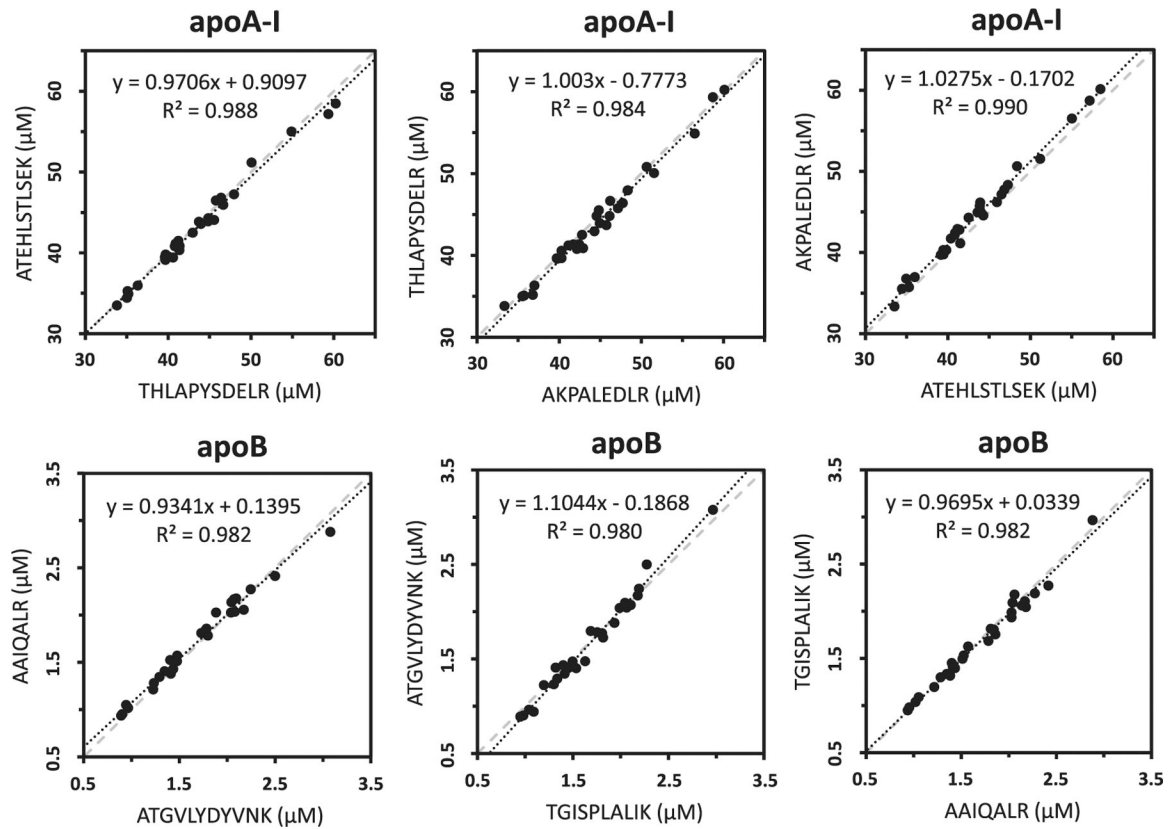 apoA-I
y = 0.9706x + 0.9097
R² = 0.988
ATEHLSTLSEK (µM)
30 40 50 60
30 40 50 60
THLAPYSDELR (µM)
apoA-I
y = 1.003x - 0.7773
R² = 0.984
THLAPYSDELR (µM)
30 40 50 60
30 40 50 60
AKPALEDLR (µM)
apoA-I
y = 1.0275x - 0.1702
R² = 0.990
AKPALEDLR (µM)
30 40 50 60
30 40 50 60
ATEHLSTLSEK (µM)
apoB
y = 0.9341x + 0.1395
R² = 0.982
AAIQALR (µM)
0.5 1.5 2.5 3.5
0.5 1.5 2.5 3.5
ATGVLYDYVNK (µM)
apoB
y = 1.1044x - 0.1868
R² = 0.980
ATGVLYDYVNK (µM)
0.5 1.5 2.5 3.5
0.5 1.5 2.5 3.5
TGISPLALIK (µM)
apoB
y = 0.9695x + 0.0339
R² = 0.982
TGISPLALIK (µM)
0.5 1.5 2.5 3.5
0.5 1.5 2.5 3.5
AAIQALR (µM)